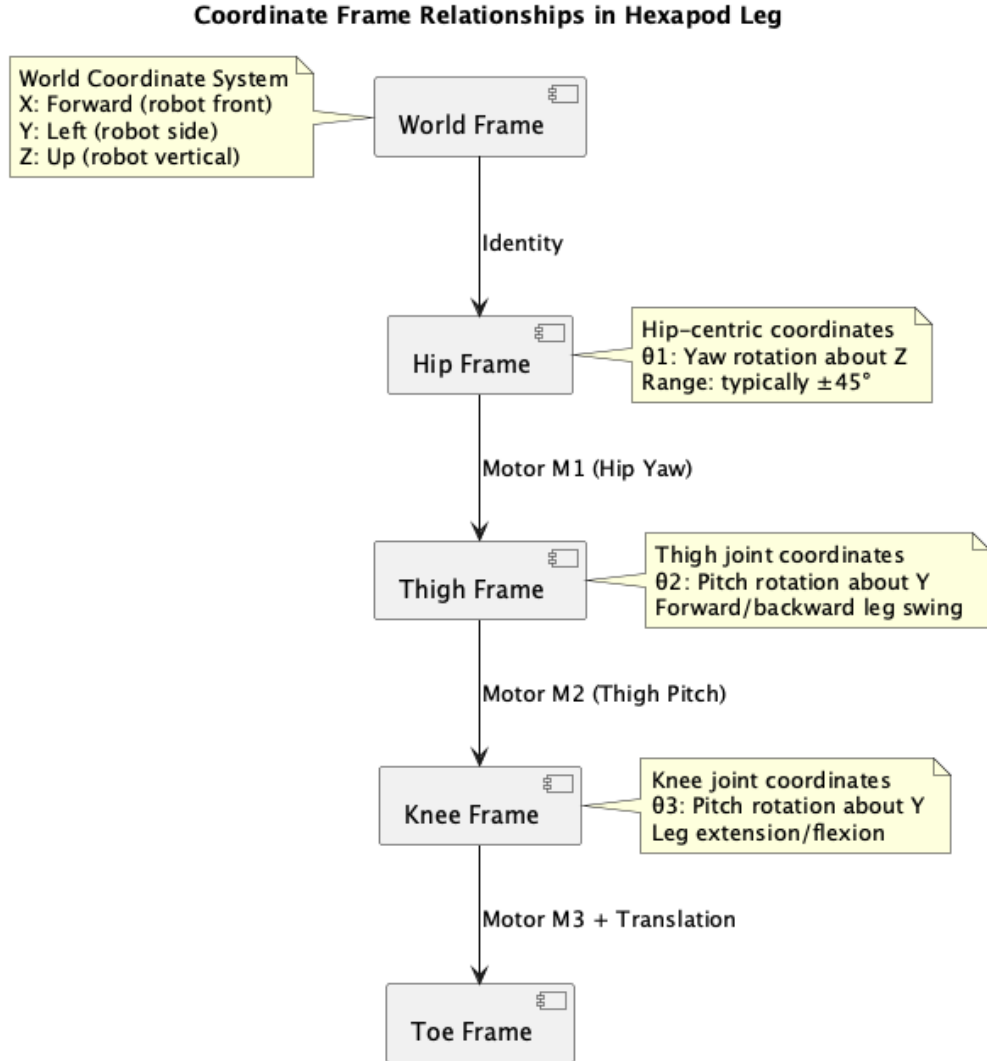 Coordinate Frame Relationships in Hexapod Leg
World Coordinate System
X: Forward (robot front)
Y: Left (robot side)
Z: Up (robot vertical)
World Frame
Identity
Hip Frame
Hip-centric coordinates
θ1: Yaw rotation about Z
Range: typically ±45°
Motor M1 (Hip Yaw)
Thigh Frame
Thigh joint coordinates
θ2: Pitch rotation about Y
Forward/backward leg swing
Motor M2 (Thigh Pitch)
Knee Frame
Knee joint coordinates
θ3: Pitch rotation about Y
Leg extension/flexion
Motor M3 + Translation
Toe Frame